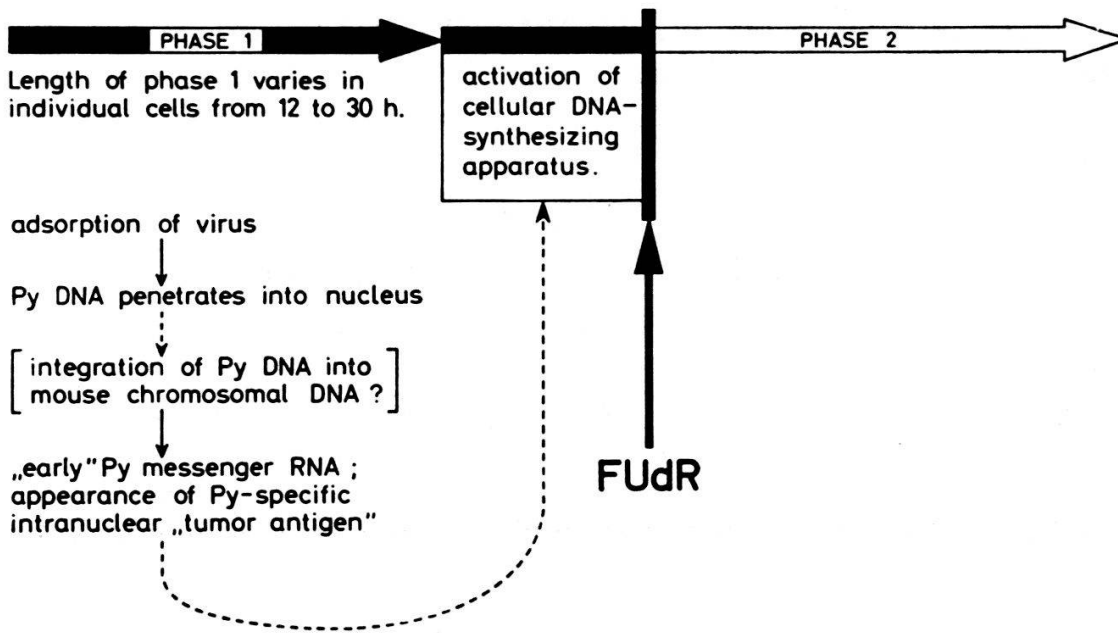 PHASE 1
PHASE 2
Length of phase 1 varies in
individual cells from 12 to 30 h.
activation of
cellular DNA-
synthesizing
apparatus.
adsorption of virus
Py DNA penetrates into nucleus
[integration of Py DNA into
mouse chromosomal DNA ?]
„early" Py messenger RNA ;
appearance of Py-specific
intranuclear „tumor antigen"
FUdR